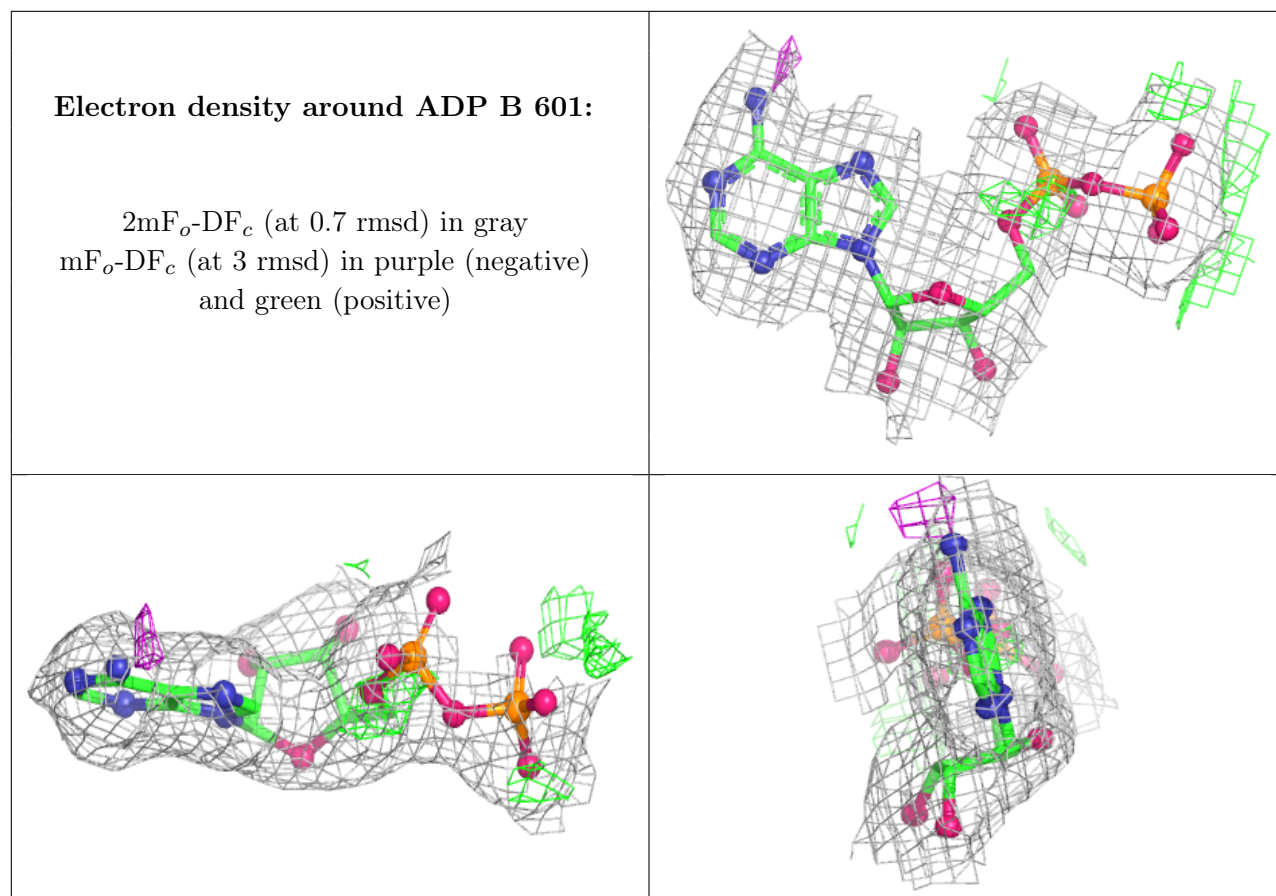 Electron density around ADP B 601:
2mFₒ-DF𝒸 (at 0.7 rmsd) in gray
mFₒ-DF𝒸 (at 3 rmsd) in purple (negative)
and green (positive)